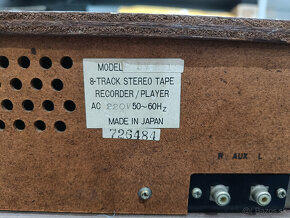 MODEL
8-TRACK STEREO TAPE
RECORDER/PLAYER
AC 220V 50~60Hz
MADE IN JAPAN
726484
R AUX L